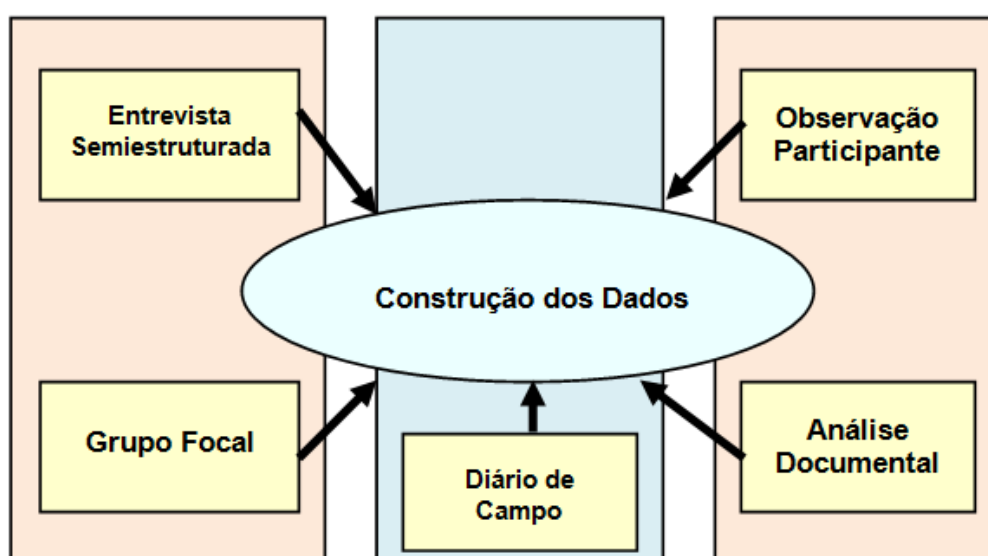 Entrevista
Semiestruturada
Observação
Participante
Construção dos Dados
Grupo Focal
Diário de
Campo
Análise
Documental